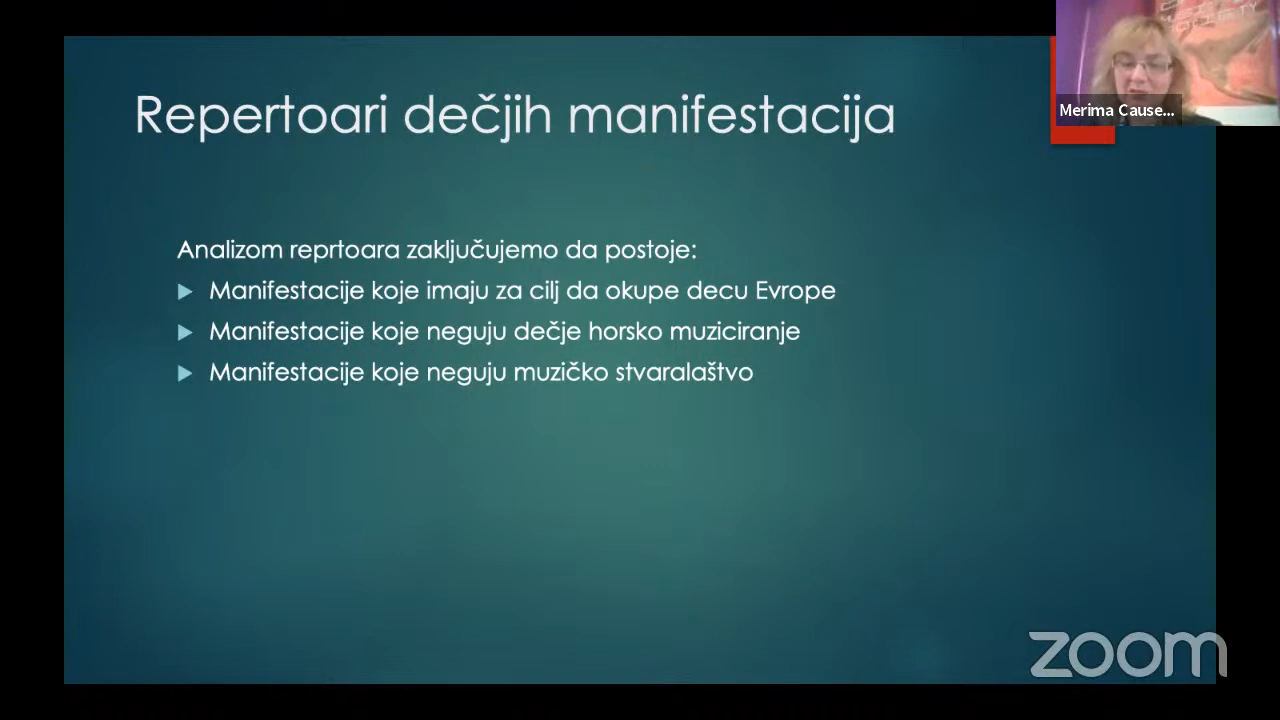 Repertoari dečjih manifestacija
Analizom reprtoara zaključujemo da postoje:
Manifestacije koje imaju za cilj da okupe decu Evrope
Manifestacije koje neguju dečje horsko muziciranje
Manifestacije koje neguju muzičko stvaralaštvo
Merima Cause...
zoom